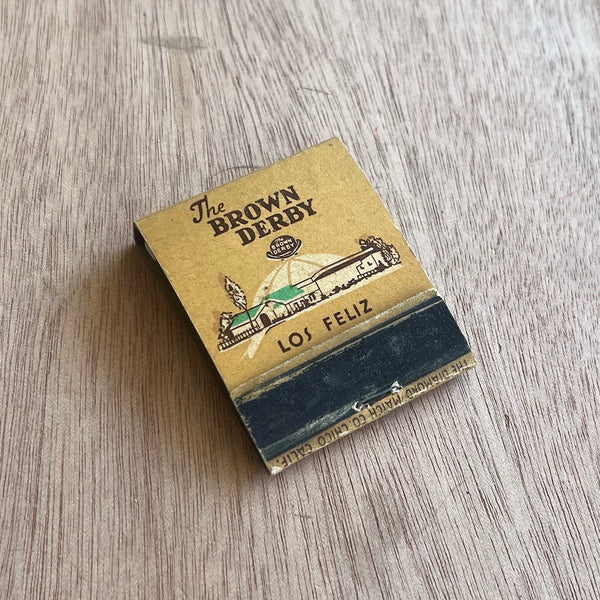 The
BROWN
DERBY
THE
BROWN
DERBY
LOS FELIZ
THE DIAMOND MATCH CO. CHICO CALIF.